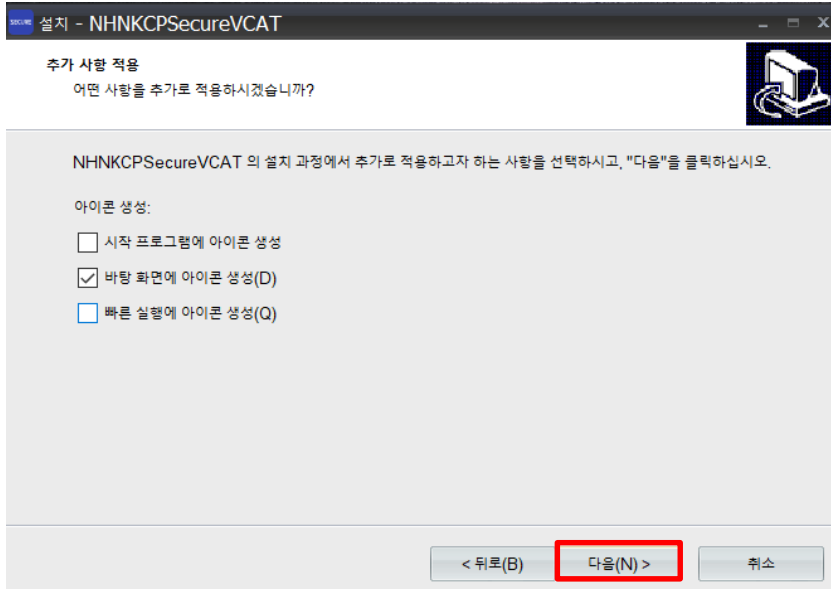 SECURE 설치 - NHNKCPSecureVCAT
추가 사항 적용
어떤 사항을 추가로 적용하시겠습니까?
NHNKCPSecureVCAT 의 설치 과정에서 추가로 적용하고자 하는 사항을 선택하시고, "다음"을 클릭하십시오.
아이콘 생성:
시작 프로그램에 아이콘 생성
바탕 화면에 아이콘 생성(D)
빠른 실행에 아이콘 생성(Q)
< 뒤로(B) 다음(N) > 취소